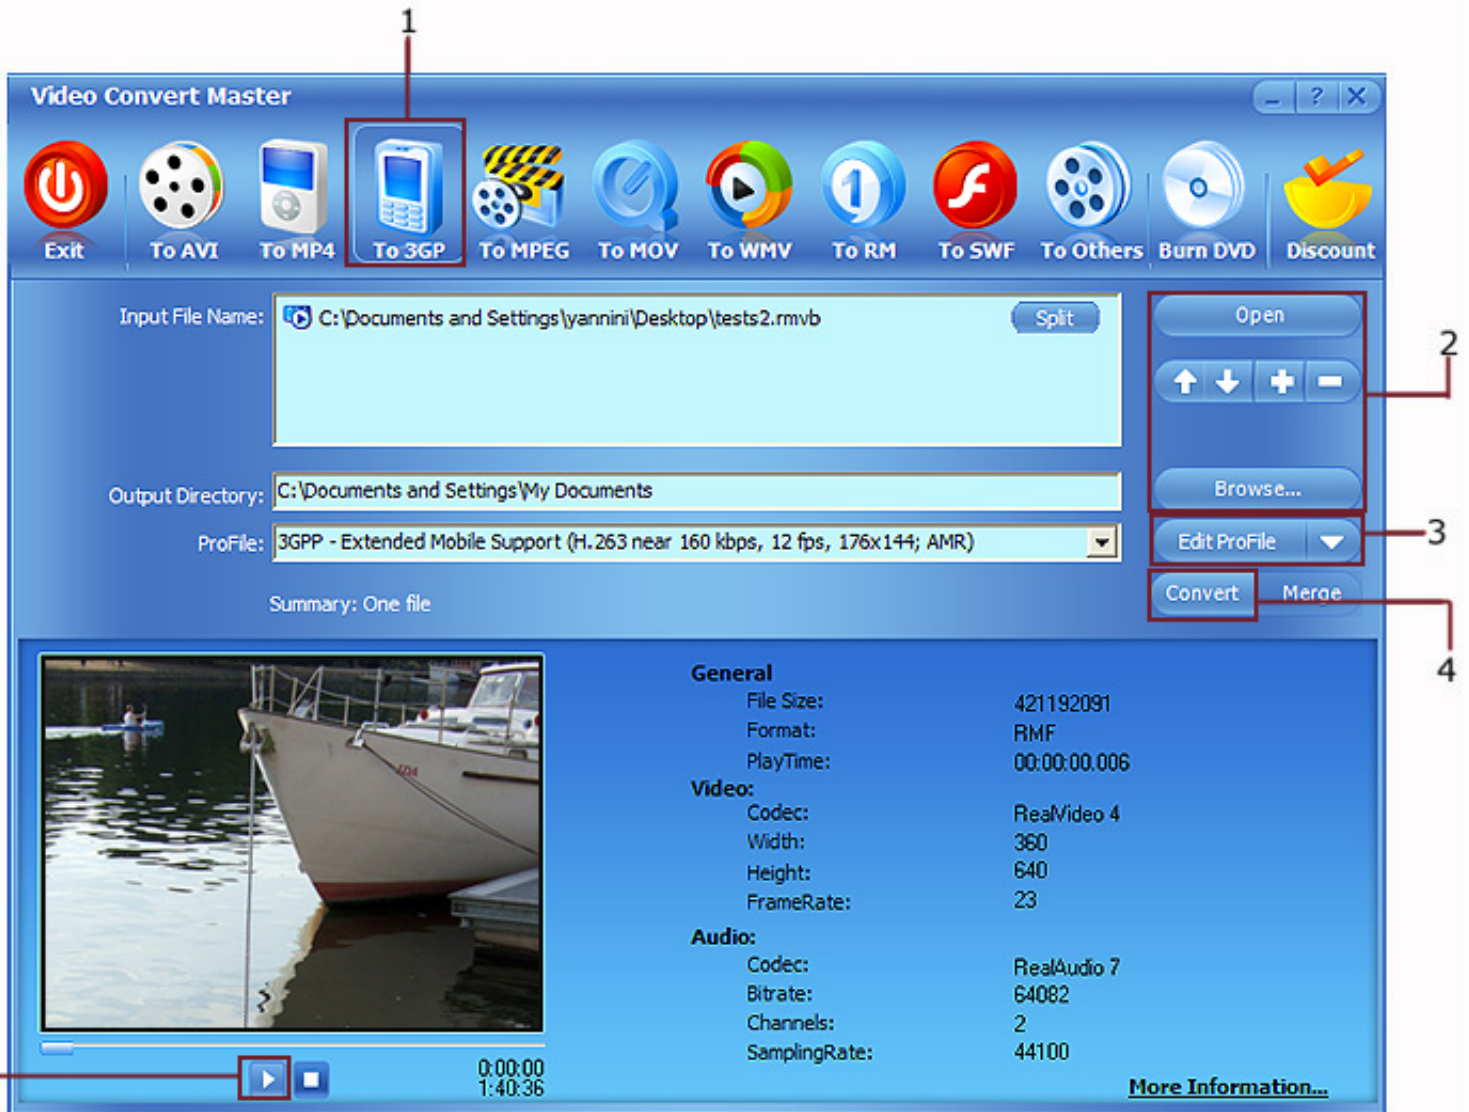 1
Video Convert Master
?
Exit To AVI To MP4 To 3GP To MPEG To MOV To WMV To RM To SWF To Others Burn DVD Discount
Input File Name: C:\Documents and Settings\yannini\Desktop\tests2.rmvb Split Open
2
Output Directory: C:\Documents and Settings\My Documents Browse...
ProFile: 3GPP - Extended Mobile Support (H.263 near 160 kbps, 12 fps, 176x144; AMR) Edit ProFile 3
Summary: One file Convert Merge
4
General
File Size: 421192091
Format: RMF
PlayTime: 00:00:00.006
Video:
Codec: RealVideo 4
Width: 360
Height: 640
FrameRate: 23
Audio:
Codec: RealAudio 7
Bitrate: 64082
Channels: 2
SamplingRate: 44100
0:00:00
1:40:36
More Information...